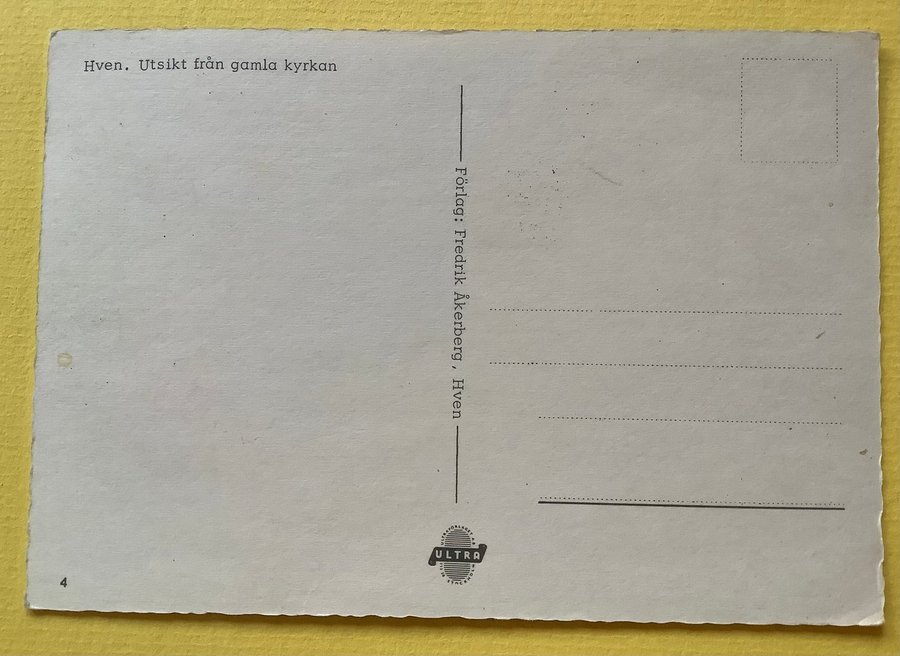 Hven. Utsikt från gamla kyrkan
Förlag: Fredrik Åkerberg, Hven
ULTRA
4